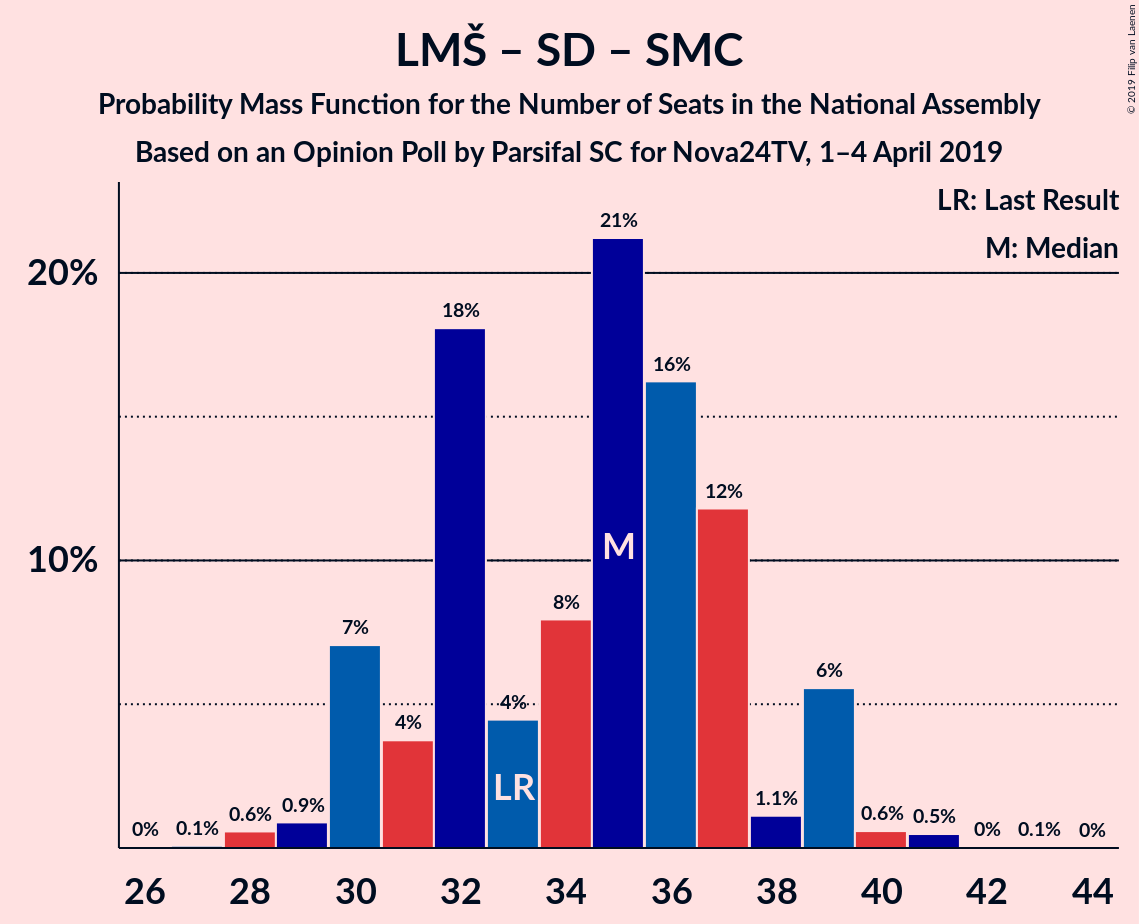 LMŠ – SD – SMC
Probability Mass Function for the Number of Seats in the National Assembly
Based on an Opinion Poll by Parsifal SC for Nova24TV, 1–4 April 2019
© 2019 Filip van Laenen
LR: Last Result
M: Median
20%
10%
0%
0.1%
0.6%
0.9%
7%
4%
18%
4%
8%
21%
16%
12%
1.1%
6%
0.6%
0.5%
0%
0.1%
0%
LR
M
26 28 30 32 34 36 38 40 42 44